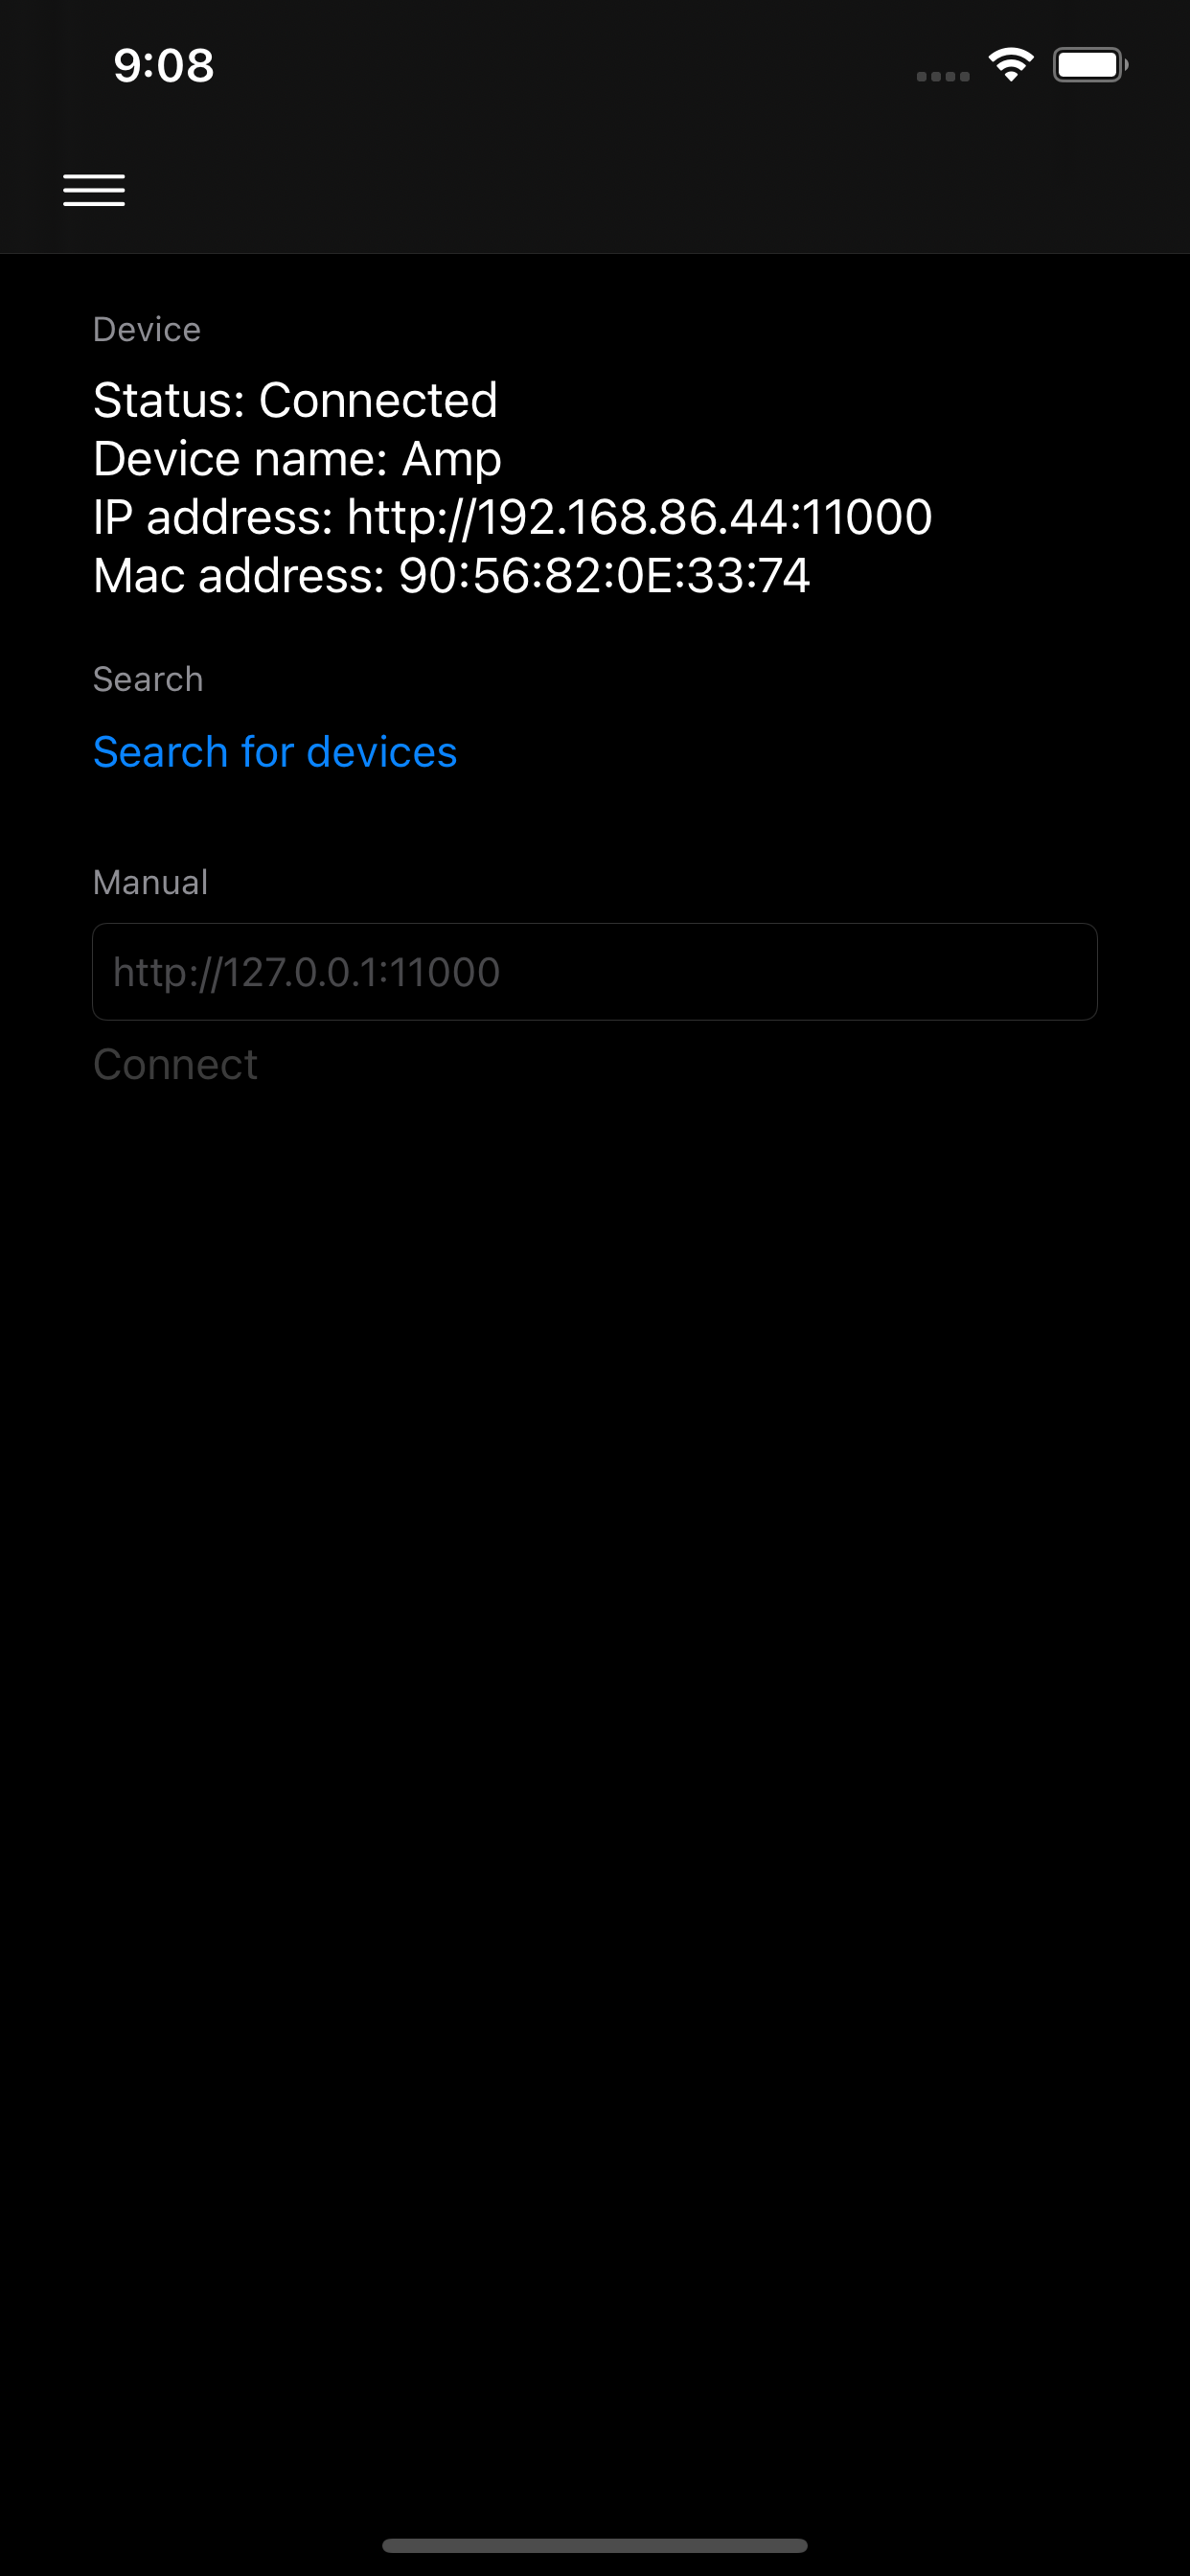 9:08
Device
Status: Connected
Device name: Amp
IP address: http://192.168.86.44:11000
Mac address: 90:56:82:0E:33:74
Search
Search for devices
Manual
http://127.0.0.1:11000
Connect